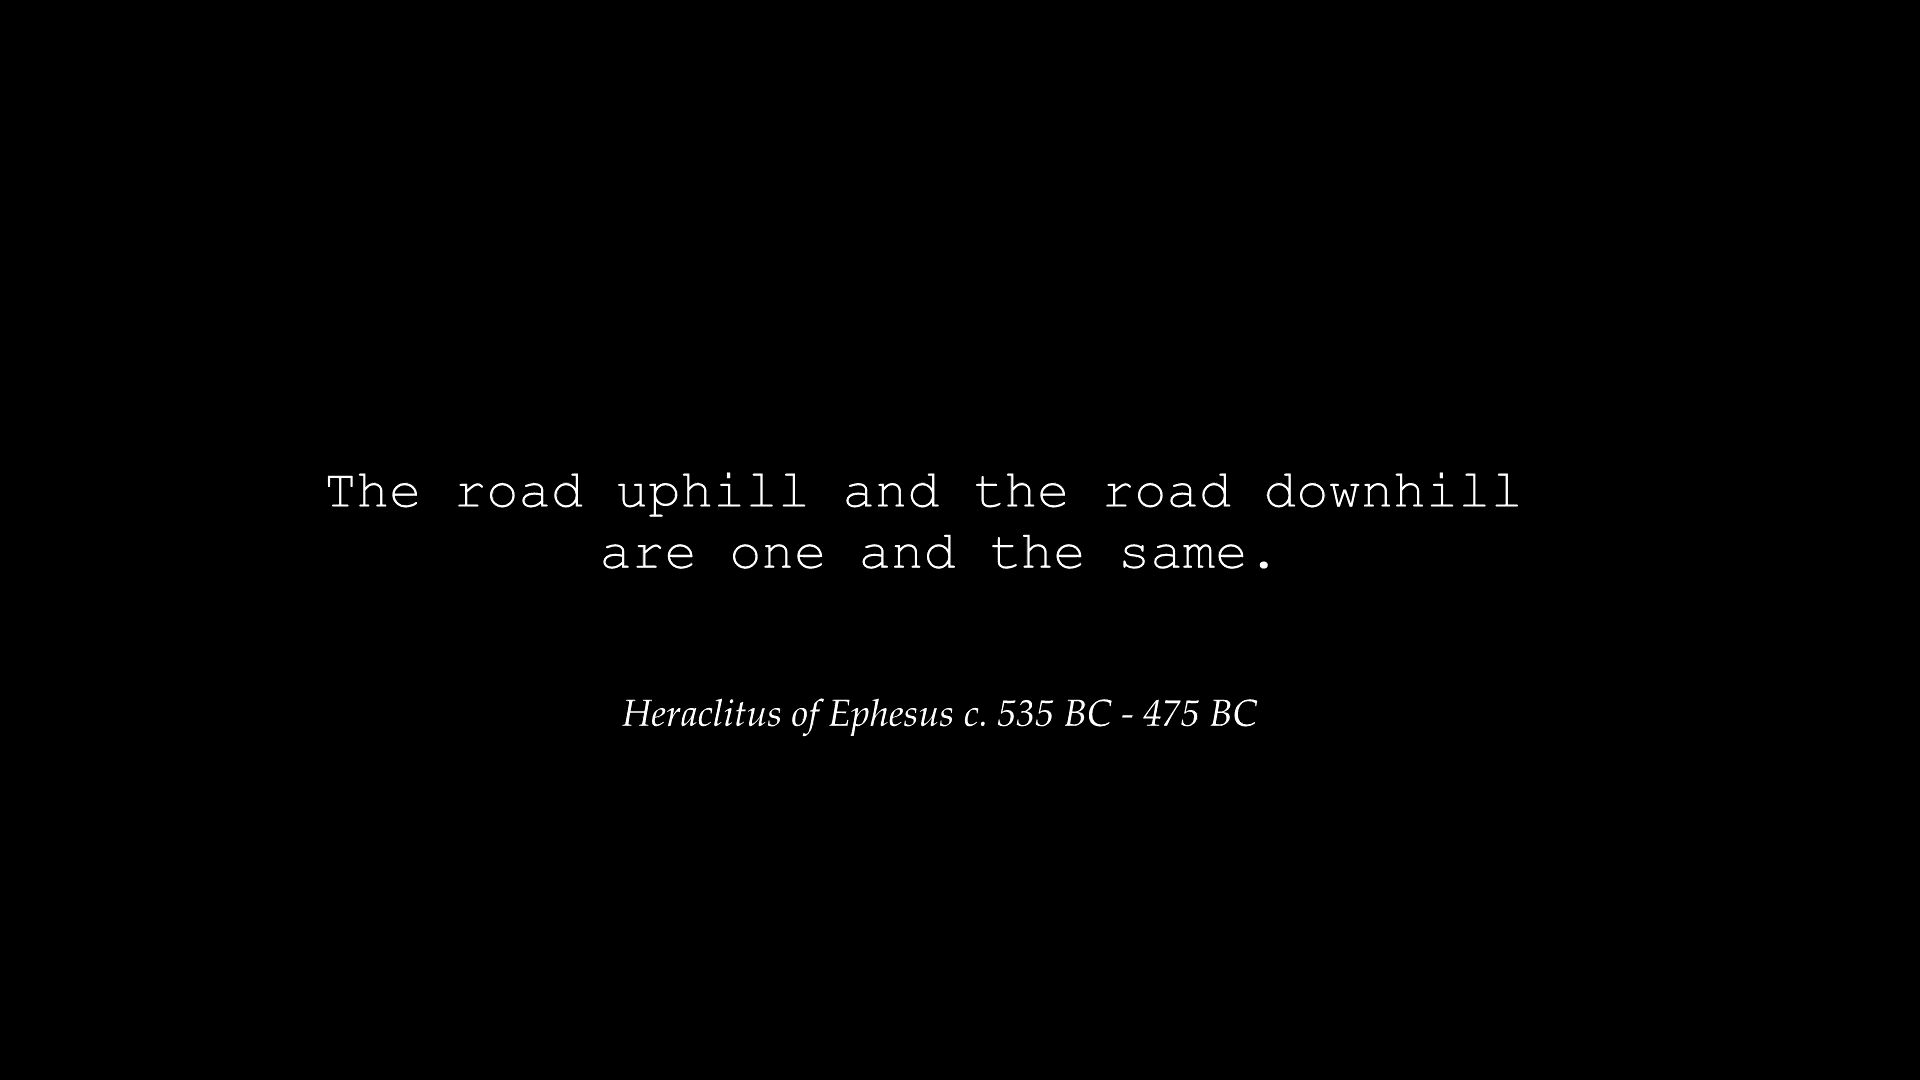 The road uphill and the road downhill
are one and the same.
Heraclitus of Ephesus c. 535 BC - 475 BC